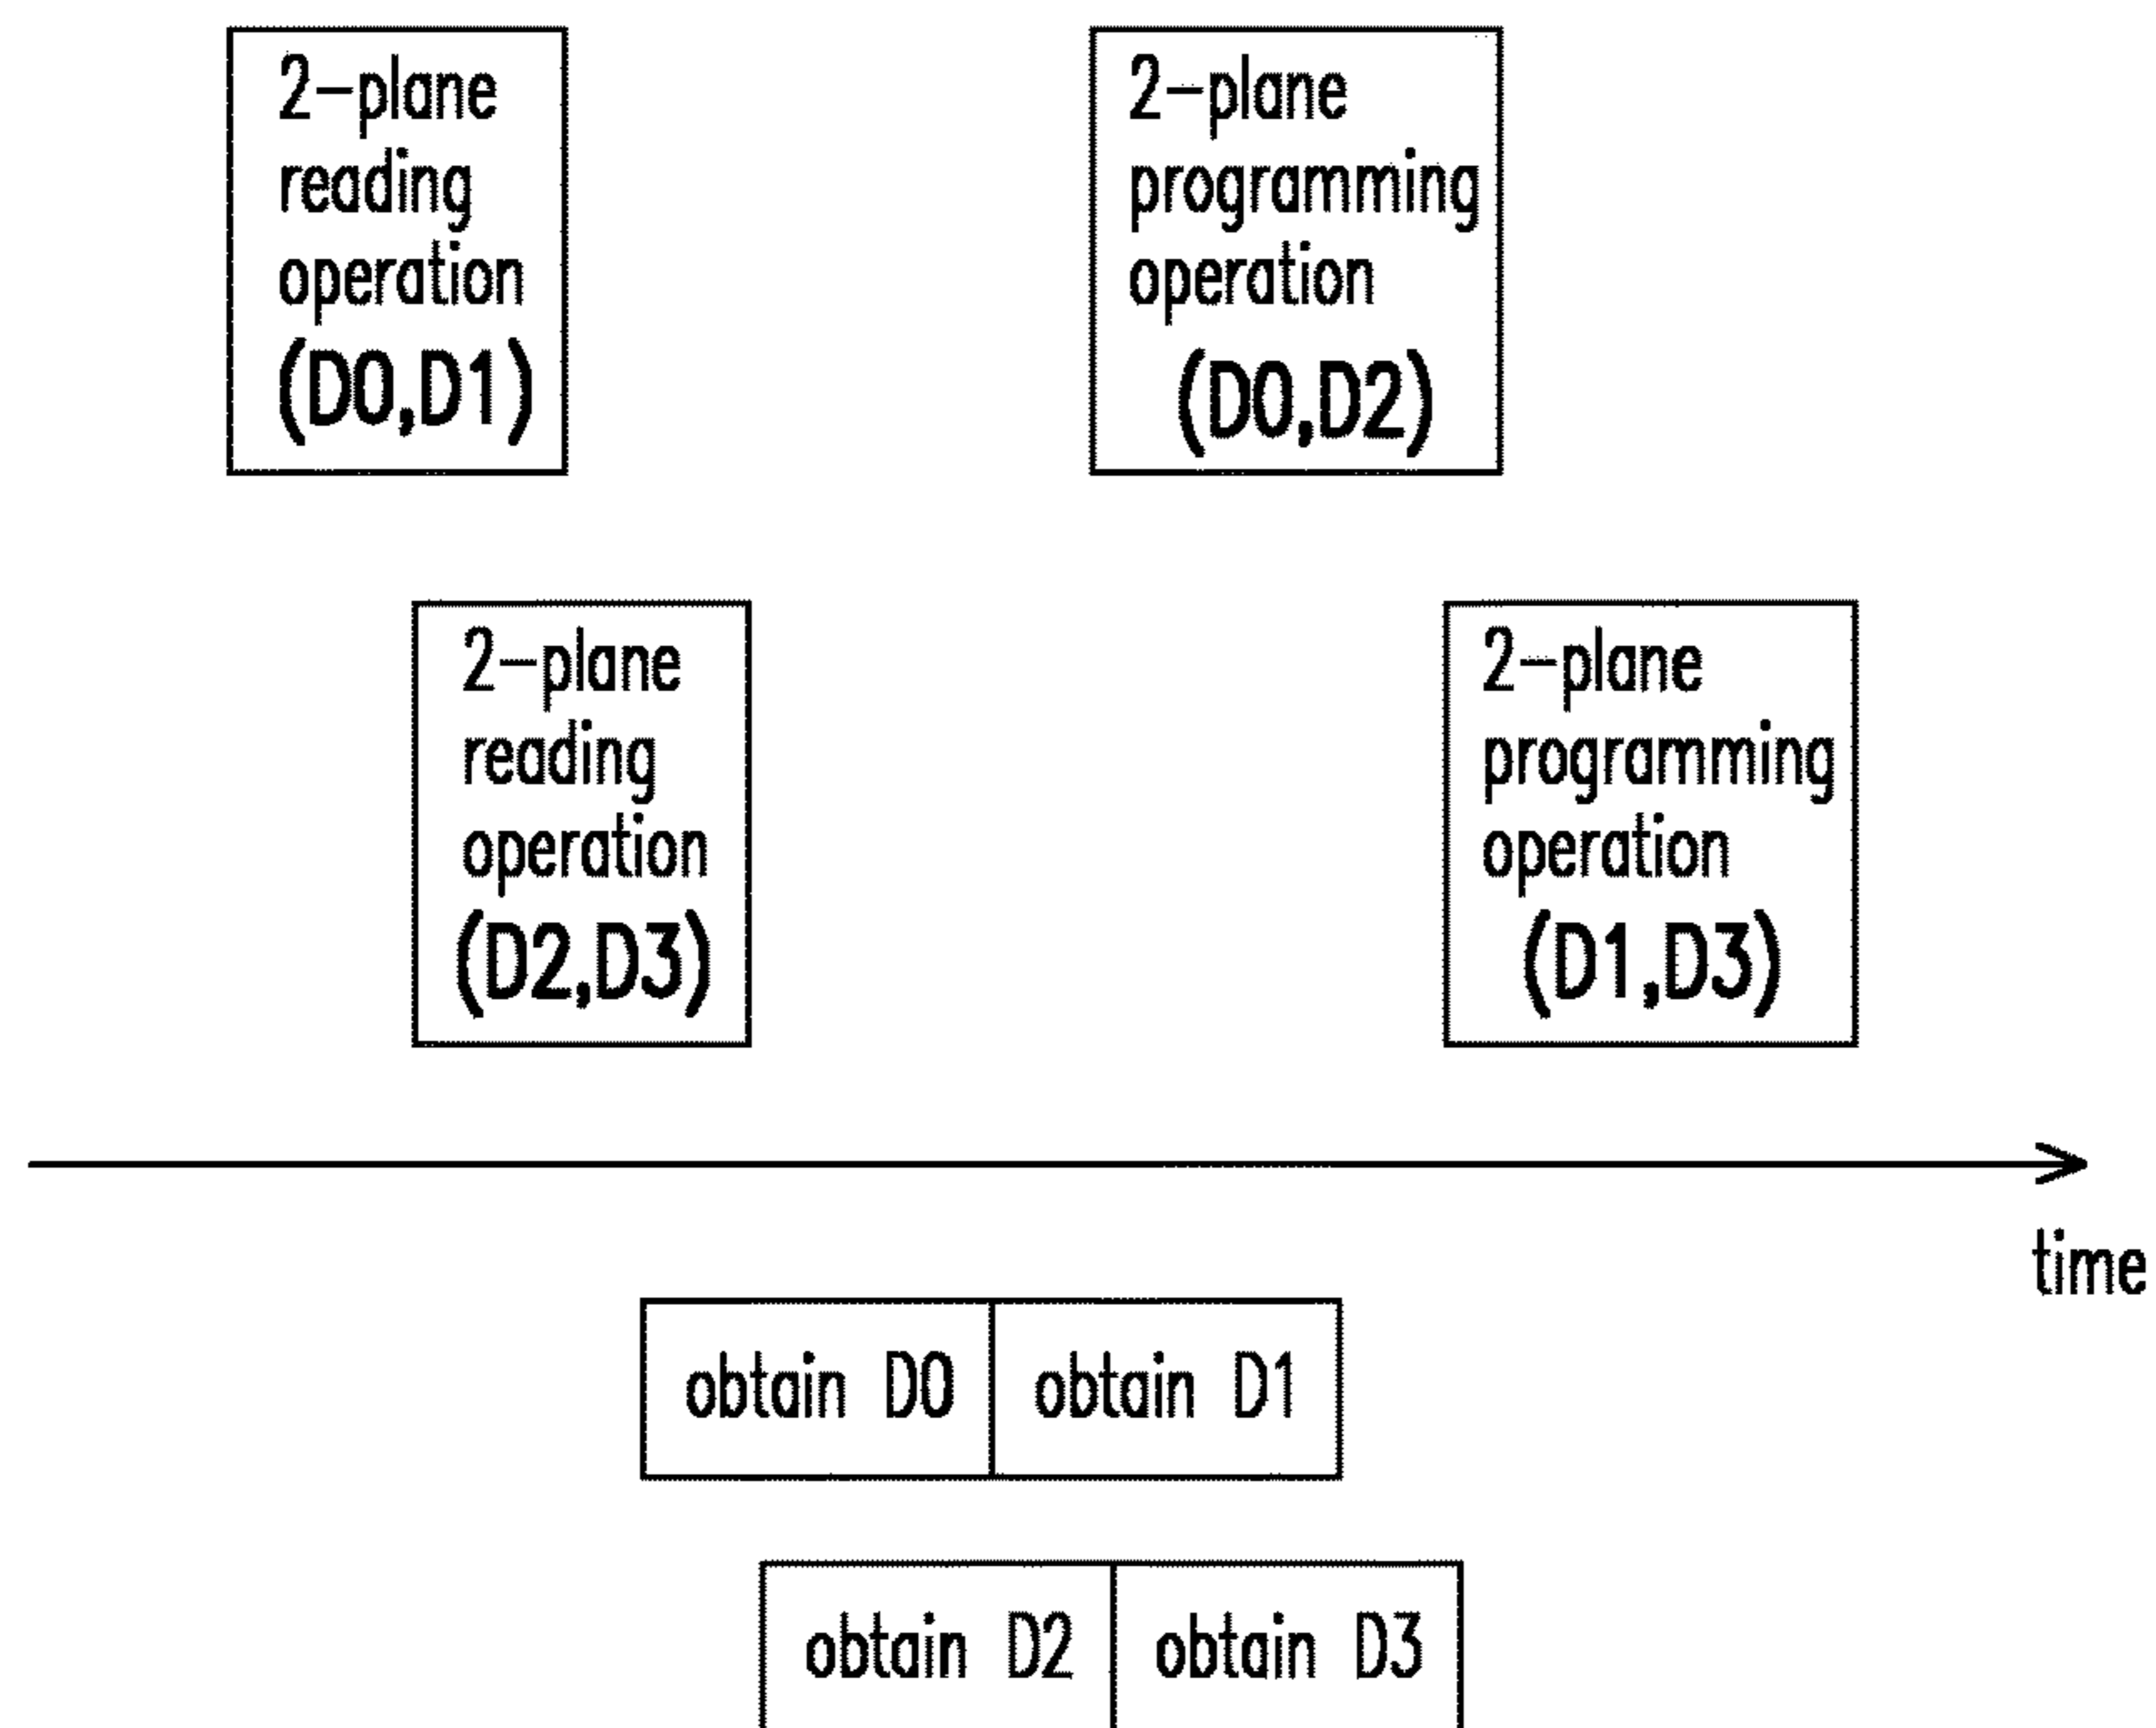 2-plane
reading
operation
(D0,D1)
2-plane
programming
operation
(D0,D2)
2-plane
reading
operation
(D2,D3)
2-plane
programming
operation
(D1,D3)
time
obtain D0
obtain D1
obtain D2
obtain D3